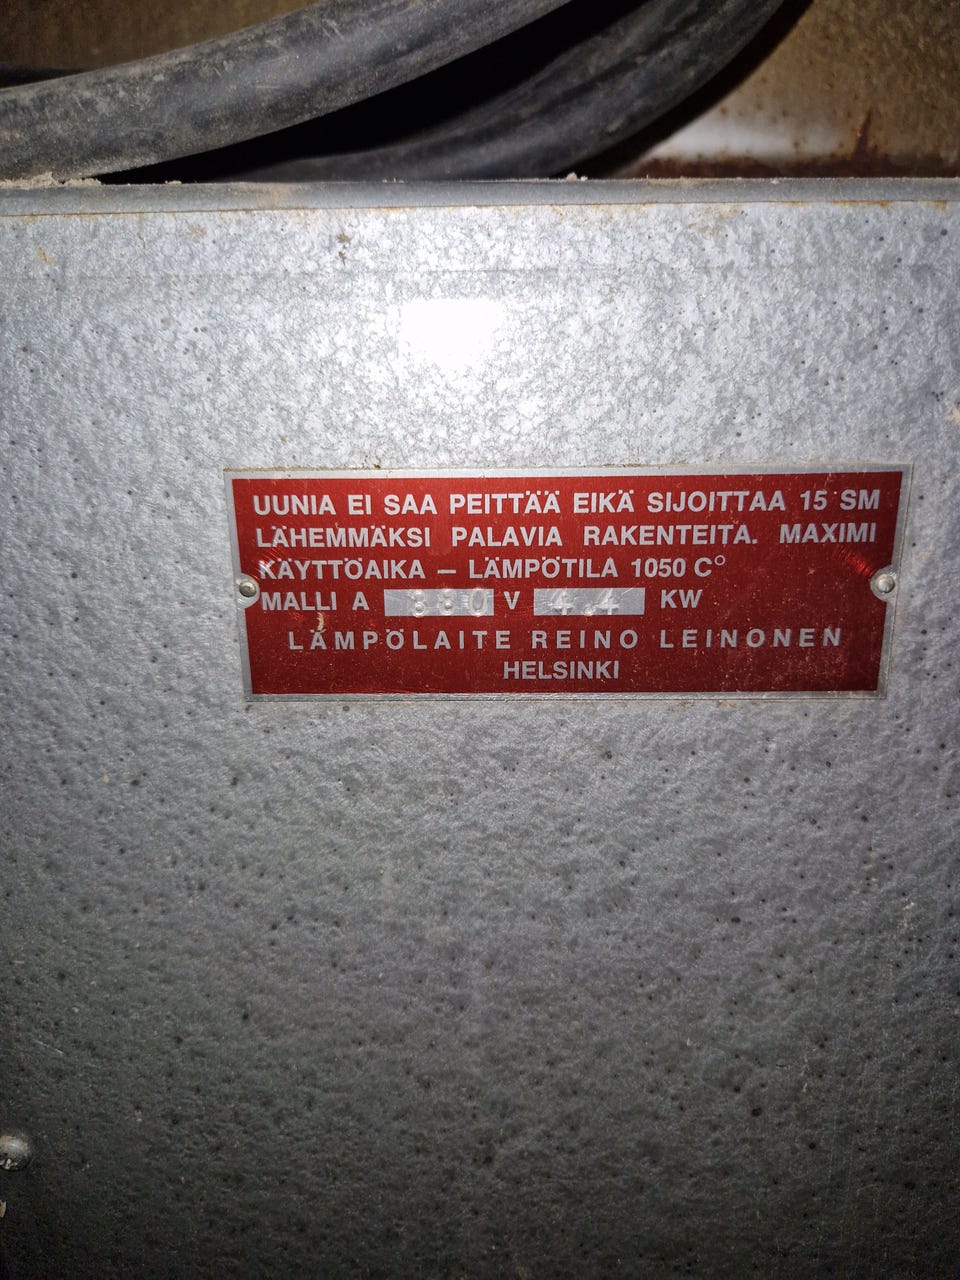 UUNIA EI SAA PEITTÄÄ EIKÄ SIJOITTAA 15 SM
LÄHEMMÄKSI PALAVIA RAKENTEITA. MAXIMI
KÄYTTÖAIKA – LÄMPÖTILA 1050 C°
MALLI A V 4.4 KW
LÄMPÖLAITE REINO LEINONEN
HELSINKI